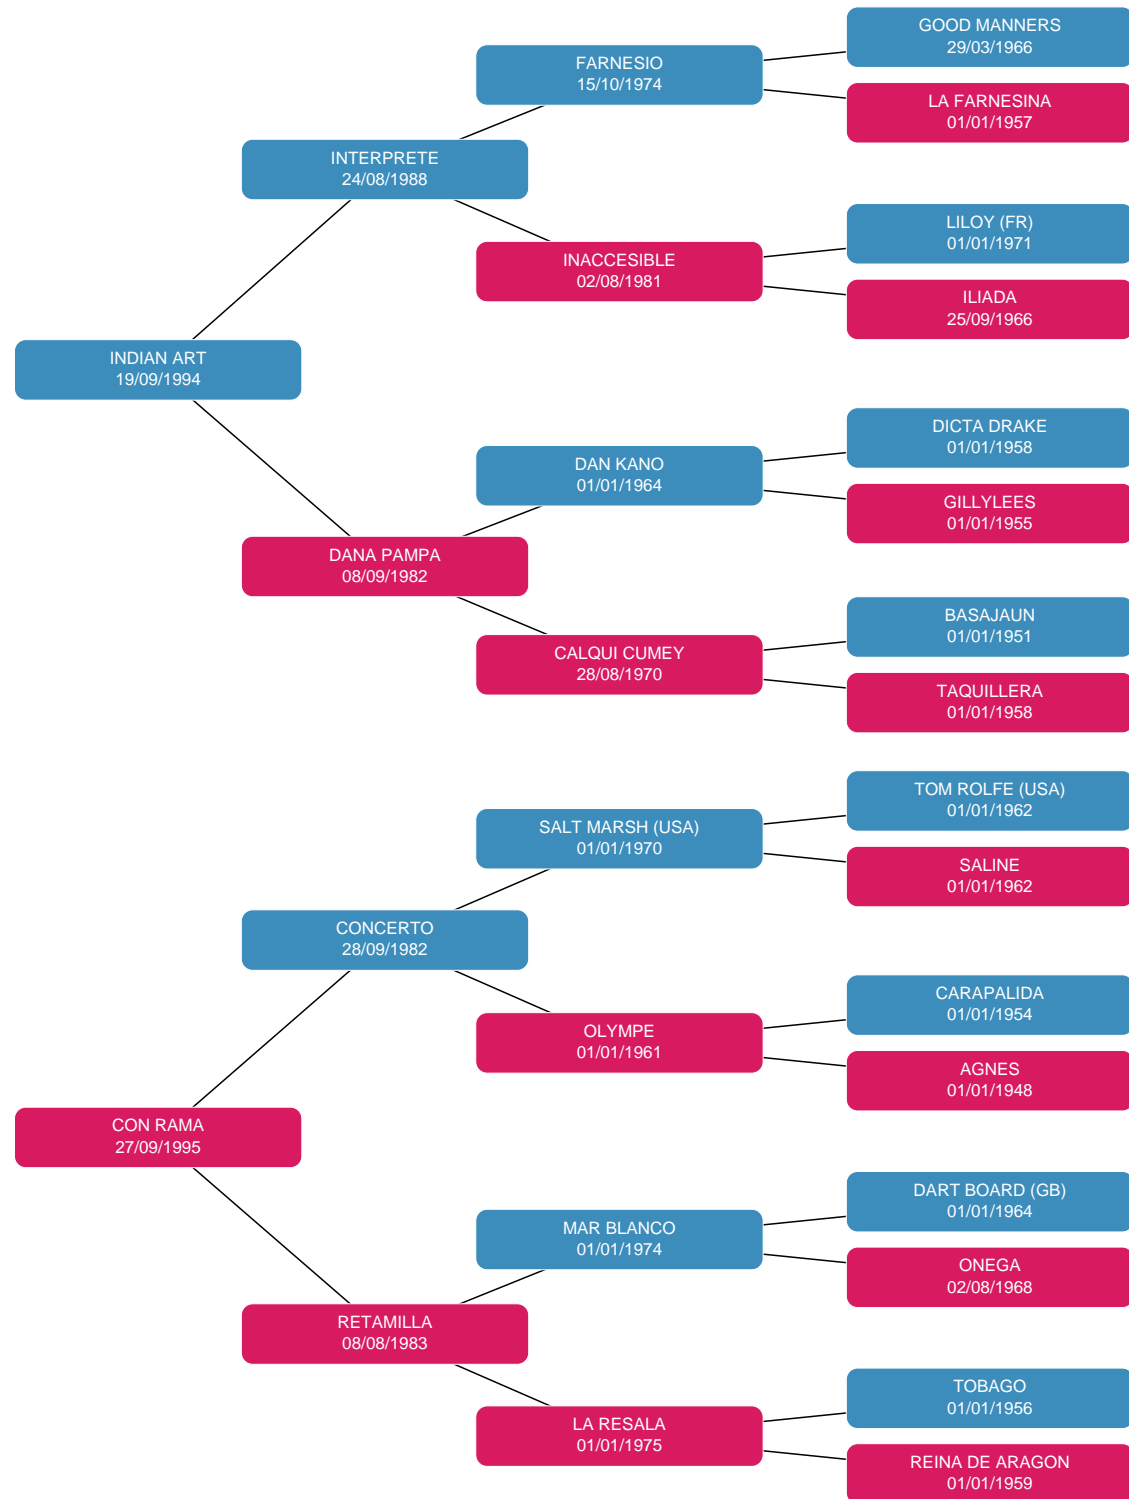 GOOD MANNERS
29/03/1966
FARNESIO
15/10/1974
LA FARNESINA
01/01/1957
INTERPRETE
24/08/1988
LILOY (FR)
01/01/1971
INACCESIBLE
02/08/1981
ILIADA
25/09/1966
INDIAN ART
19/09/1994
DICTA DRAKE
01/01/1958
DAN KANO
01/01/1964
GILLYLEES
01/01/1955
DANA PAMPA
08/09/1982
BASAJAUN
01/01/1951
CALQUI CUMEY
28/08/1970
TAQUILLERA
01/01/1958
TOM ROLFE (USA)
01/01/1962
SALT MARSH (USA)
01/01/1970
SALINE
01/01/1962
CONCERTO
28/09/1982
CARAPALIDA
01/01/1954
OLYMPE
01/01/1961
AGNES
01/01/1948
CON RAMA
27/09/1995
DART BOARD (GB)
01/01/1964
MAR BLANCO
01/01/1974
ONEGA
02/08/1968
RETAMILLA
08/08/1983
TOBAGO
01/01/1956
LA RESALA
01/01/1975
REINA DE ARAGON
01/01/1959